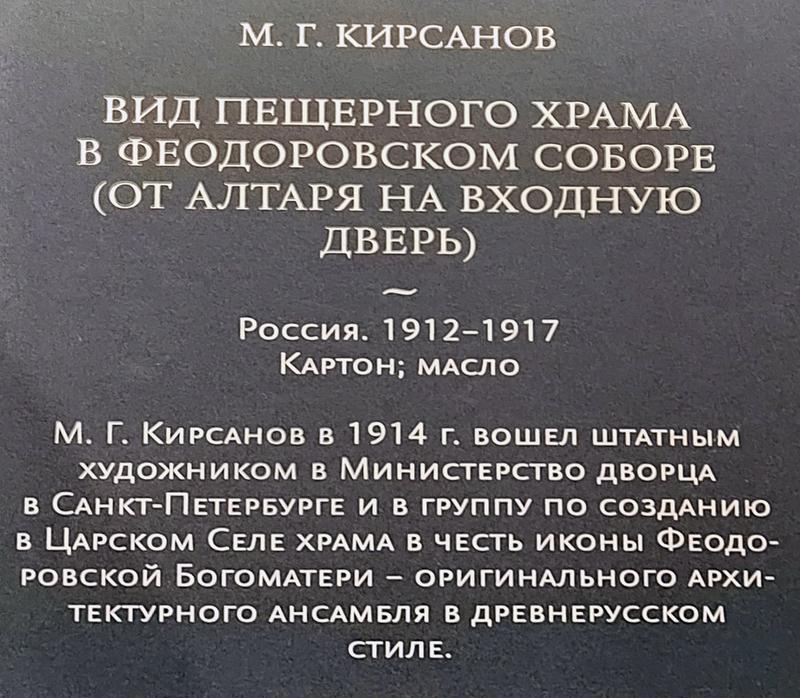 М. Г. КИРСАНОВ
ВИД ПЕЩЕРНОГО ХРАМА
В ФЕОДОРОВСКОМ СОБОРЕ
(ОТ АЛТАРЯ НА ВХОДНУЮ
ДВЕРЬ)
~
Россия. 1912–1917
Картон; масло
М. Г. Кирсанов в 1914 г. вошел штатным
художником в Министерство дворца
в Санкт-Петербурге и в группу по созданию
в Царском Селе храма в честь иконы Феодо-
ровской Богоматери – оригинального архи-
тектурного ансамбля в древнерусском
стиле.